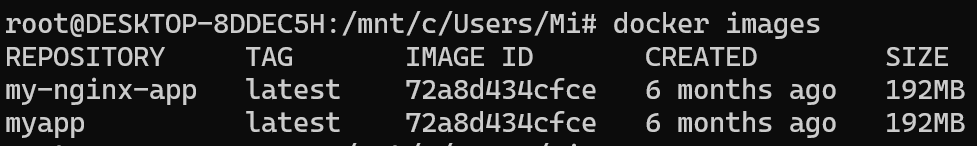 root@DESKTOP-8DDEC5H:/mnt/c/Users/Mi# docker images
REPOSITORY     TAG       IMAGE ID       CREATED        SIZE
my-nginx-app   latest    72a8d434cfce   6 months ago   192MB
myapp          latest    72a8d434cfce   6 months ago   192MB